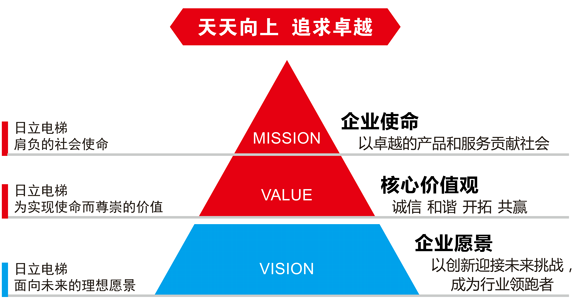 天天向上 追求卓越
日立电梯
肩负的社会使命
MISSION
企业使命
以卓越的产品和服务贡献社会
日立电梯
为实现使命而尊崇的价值
VALUE
核心价值观
诚信 和谐 开拓 共赢
日立电梯
面向未来的理想愿景
VISION
企业愿景
以创新迎接未来挑战，
成为行业领跑者